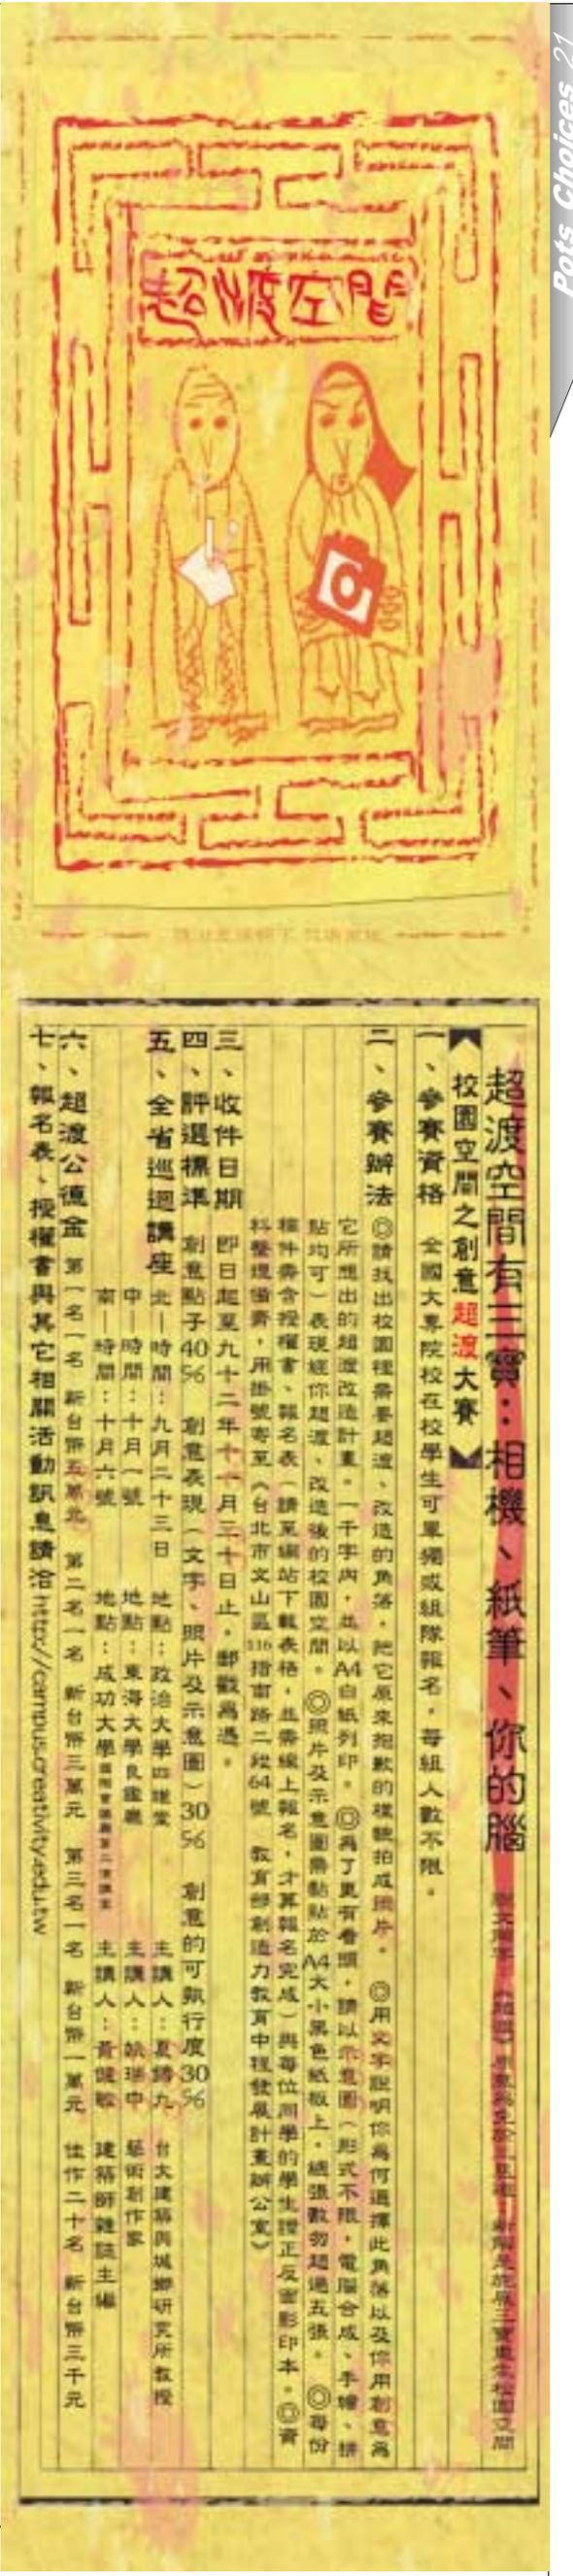 Pots Choices 21
超渡空間
超渡空間有三寶：相機、紙筆、你的腦
校園空間之創意超渡大賽
一、參賽資格 全國大專院校在校學生可單獨或組隊報名，每組人數不限。
二、參賽辦法 ◎請找出校園裡需要超渡、改造的角落，把它原來抱歉的樣貌拍成照片。 ◎用文字說明你為何選擇此角落以及你用創意為
它所想出的超渡改造計畫，一千字內，並以A4白紙列印。 ◎為了更有看頭，請以示意圖（形式不限，電腦合成、手繪、拼
貼均可）表現經你超渡、改造後的校園空間。 ◎照片及示意圖需黏貼於A4大小黑色紙板上，總張數勿超過五張。 ◎每份
稿件需含授權書、報名表（請至網站下載表格，並需線上報名，才算報名完成）與每位同學的學生證正反面影印本。◎資
料整理備齊，用掛號寄至《台北市文山區116指南路二段64號 教育部創造力教育中程發展計畫辦公室》
三、收件日期 即日起至九十二年十一月二十日止，郵戳為憑。
四、評選標準 創意點子40% 創意表現（文字、照片及示意圖）30% 創意的可執行度30%
五、全省巡迴講座 北—時間：九月二十三日 地點：政治大學四維堂 主講人：夏鑄九 台大建築與城鄉研究所教授
中—時間：十月一號 地點：東海大學良鑑廳 主講人：姚瑞中 藝術創作家
南—時間：十月六號 地點：成功大學國際會議廳第二演講室 主講人：黃健敏 建築師雜誌主編
六、超渡公德金 第一名一名 新台幣五萬元 第二名一名 新台幣三萬元 第三名一名 新台幣一萬元 佳作二十名 新台幣三千元
七、報名表、授權書與其它相關活動訊息請洽http://campus.creativity.edu.tw